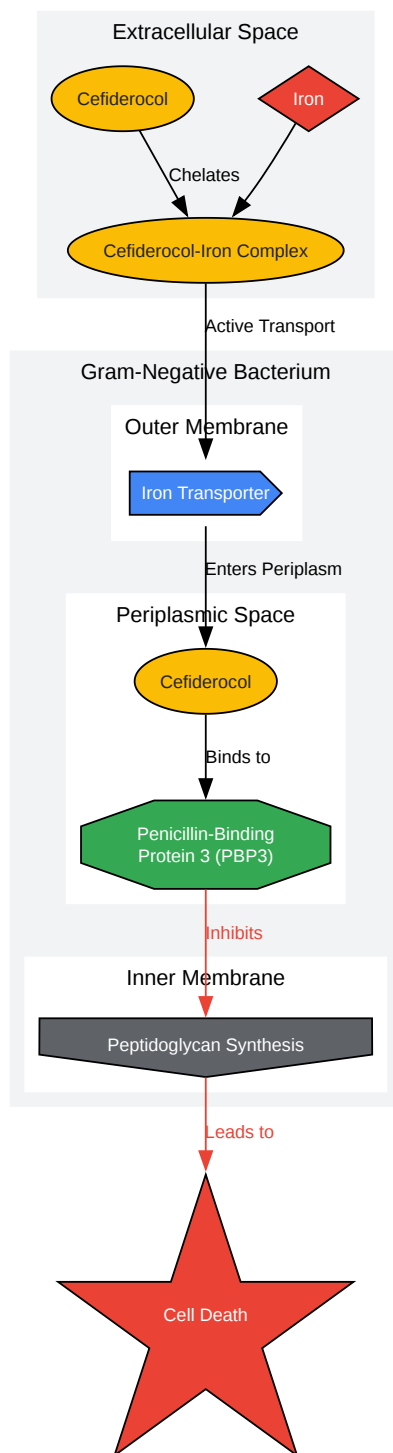 Extracellular Space
Cefiderocol
Iron
Chelates
Cefiderocol-Iron Complex
Active Transport
Gram-Negative Bacterium
Outer Membrane
Iron Transporter
Enters Periplasm
Periplasmic Space
Cefiderocol
Binds to
Penicillin-Binding
Protein 3 (PBP3)
Inhibits
Inner Membrane
Peptidoglycan Synthesis
Leads to
Cell Death